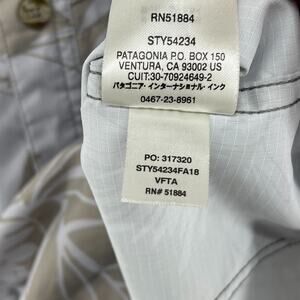 RN51884
STY54234
PATAGONIA P.O. BOX 150
VENTURA, CA 93002 US
CUIT:30-70924649-2
パタゴニア・インターナショナル・インク
0467-23-8961
PO: 317320
STY54234FA18
VFTA
RN# 51884